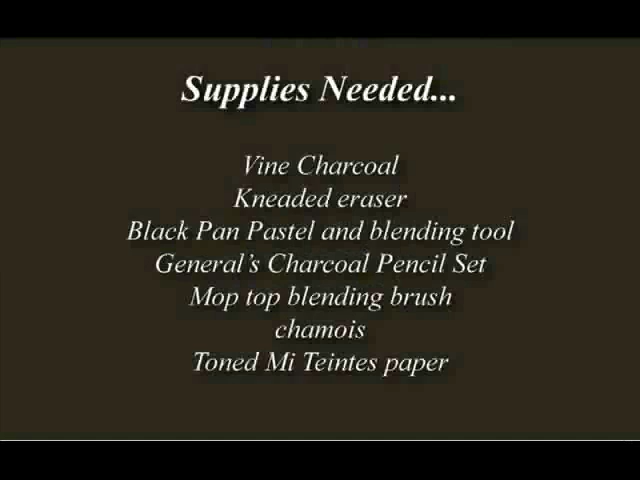 Supplies Needed...
Vine Charcoal
Kneaded eraser
Black Pan Pastel and blending tool
General's Charcoal Pencil Set
Mop top blending brush
chamois
Toned Mi Teintes paper